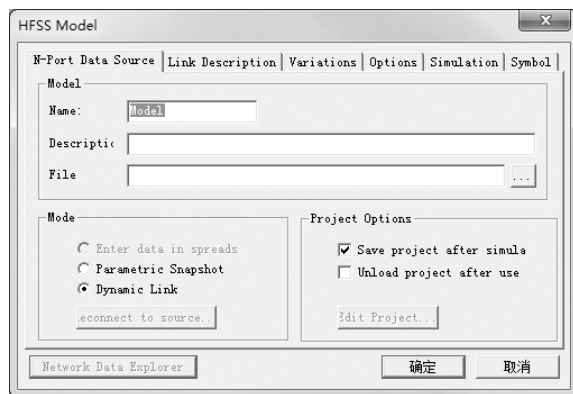 HFSS Model
N-Port Data Source Link Description Variations Options Simulation Symbol
Model
Name: Model
Descriptic
File ...
Mode
Enter data in spreads
Parametric Snapshot
Dynamic Link
econnect to source..
Project Options
Save project after simula
Unload project after use
Edit Project...
Network Data Explorer 确定 取消